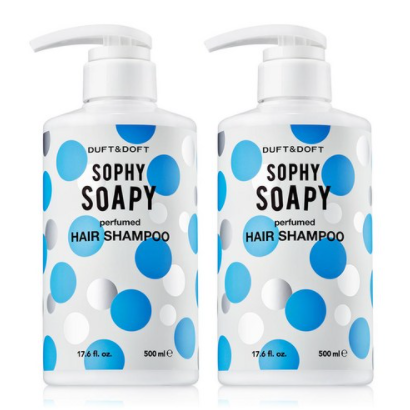 DUFT&DOFT
SOPHY
SOAPY
perfumed
HAIR SHAMPOO
17.6 fl. oz. 500 ml ℮
DUFT&DOFT
SOPHY
SOAPY
perfumed
HAIR SHAMPOO
17.6 fl. oz. 500 ml ℮